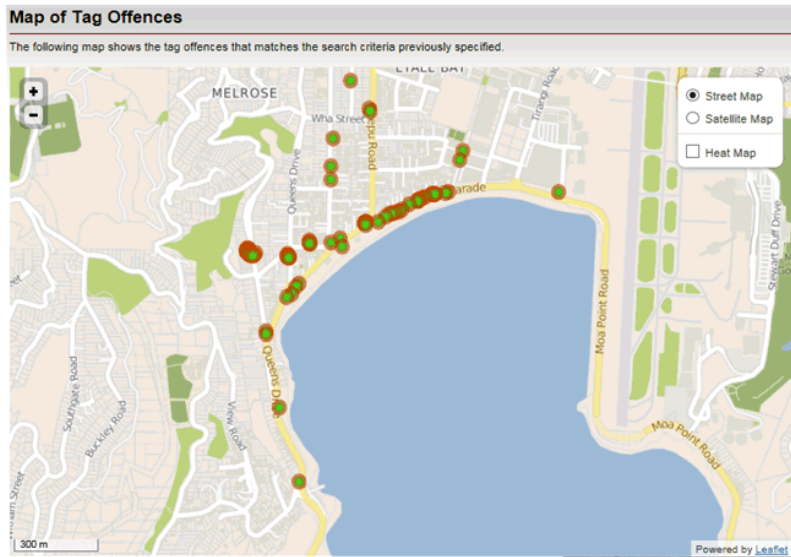 Map of Tag Offences
The following map shows the tag offences that matches the search criteria previously specified.
+
−
MELROSE
LYALL BAY
Wha Street
Tirangi Road
Street Map
Satellite Map
Heat Map
Queens Drive
Road
arade
Stewart Duff Drive
Moa Point Road
Queens
Southgate Road
Buckley Road
View Road
Moa Point Road
Street
300 m
Powered by Leaflet